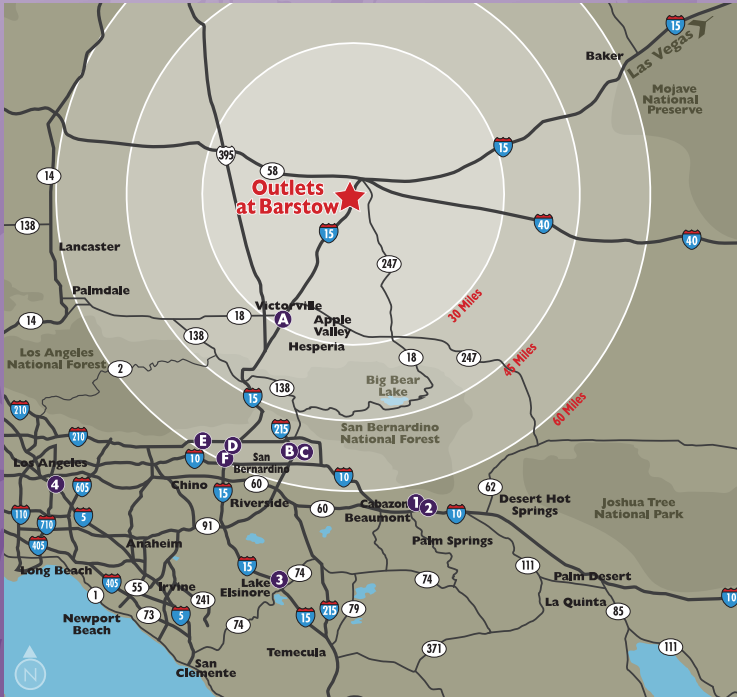 15
Las Vegas
Baker
Mojave
National
Preserve
15
395
58
14
Outlets
at Barstow
138
15
40
40
Lancaster
247
Palmdale
30 Miles
Victorville
18
A
Apple
Valley
14
138
Hesperia
Los Angeles
National Forest
2
18
247
45 Miles
Big Bear
Lake
138
15
60 Miles
210
215
San Bernardino
National Forest
210
E
D
B
C
Los Angeles
10
F
San
Bernardino
10
4
605
Chino
15
60
Riverside
60
Cabazon
1
2
10
Beaumont
62
Desert Hot
Springs
Joshua Tree
National Park
110
710
5
91
Palm Springs
405
Anaheim
Long Beach
405
55
Irvine
15
Lake
Elsinore
3
74
74
111
Palm Desert
10
1
73
241
5
Newport
Beach
74
15
215
79
La Quinta
85
371
111
San
Clemente
Temecula
N